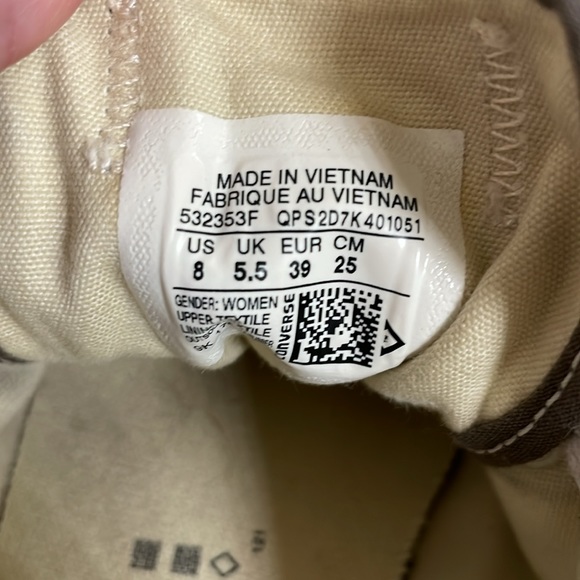 MADE IN VIETNAM
FABRIQUE AU VIETNAM
532353F QPS2D7K401051
US UK EUR CM
8 5.5 39 25
GENDER: WOMEN
UPPER TEXTILE
CONVERSE